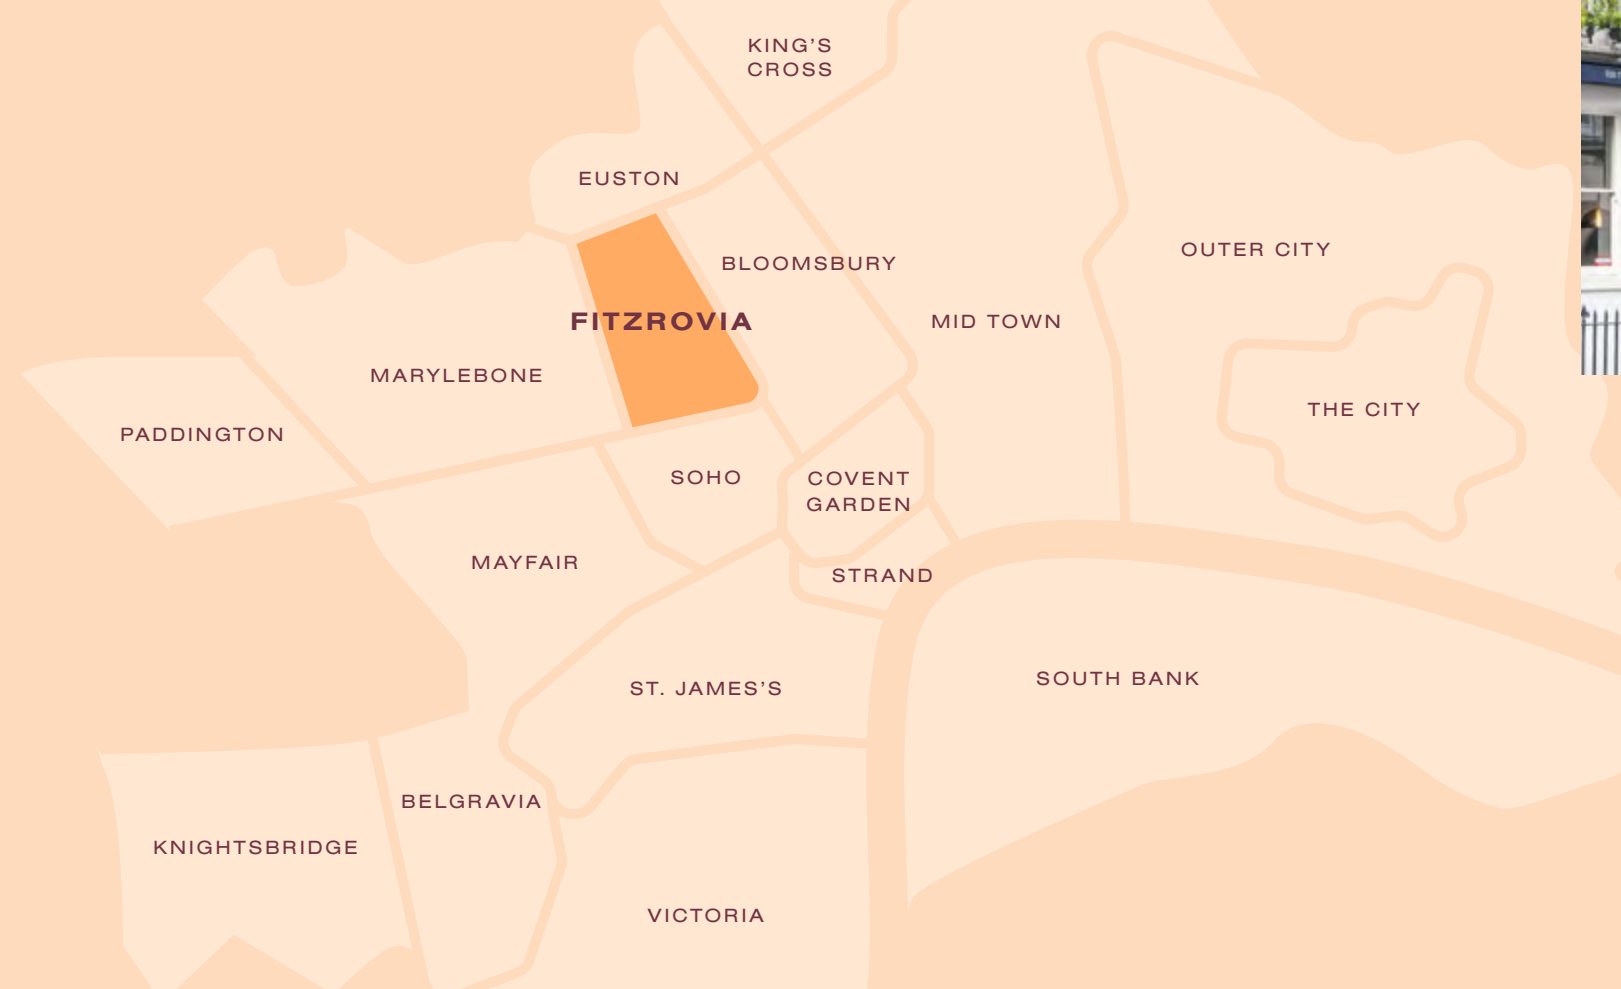 KING’S
CROSS
EUSTON
BLOOMSBURY
OUTER CITY
FITZROVIA
MID TOWN
MARYLEBONE
THE CITY
PADDINGTON
SOHO
COVENT
GARDEN
MAYFAIR
STRAND
SOUTH BANK
ST. JAMES’S
BELGRAVIA
KNIGHTSBRIDGE
VICTORIA